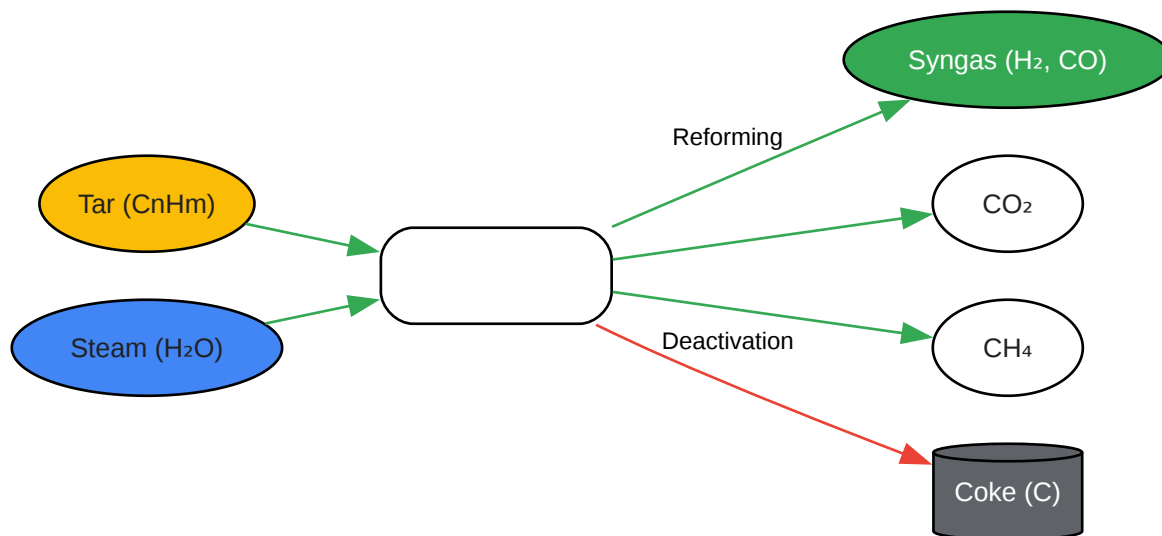 Syngas (H₂, CO)
Reforming
Tar (CnHm)
CO₂
Steam (H₂O)
Deactivation
CH₄
Coke (C)